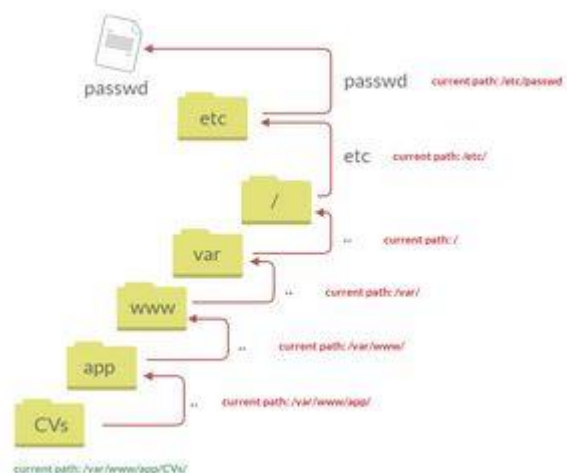 passwd
passwd current path: /etc/passwd
etc
etc current path: /etc/
/
.. current path: /
var
.. current path: /var/
www
.. current path: /var/www/
app
.. current path: /var/www/app/
CVs
current path: /var/www/app/CVs/